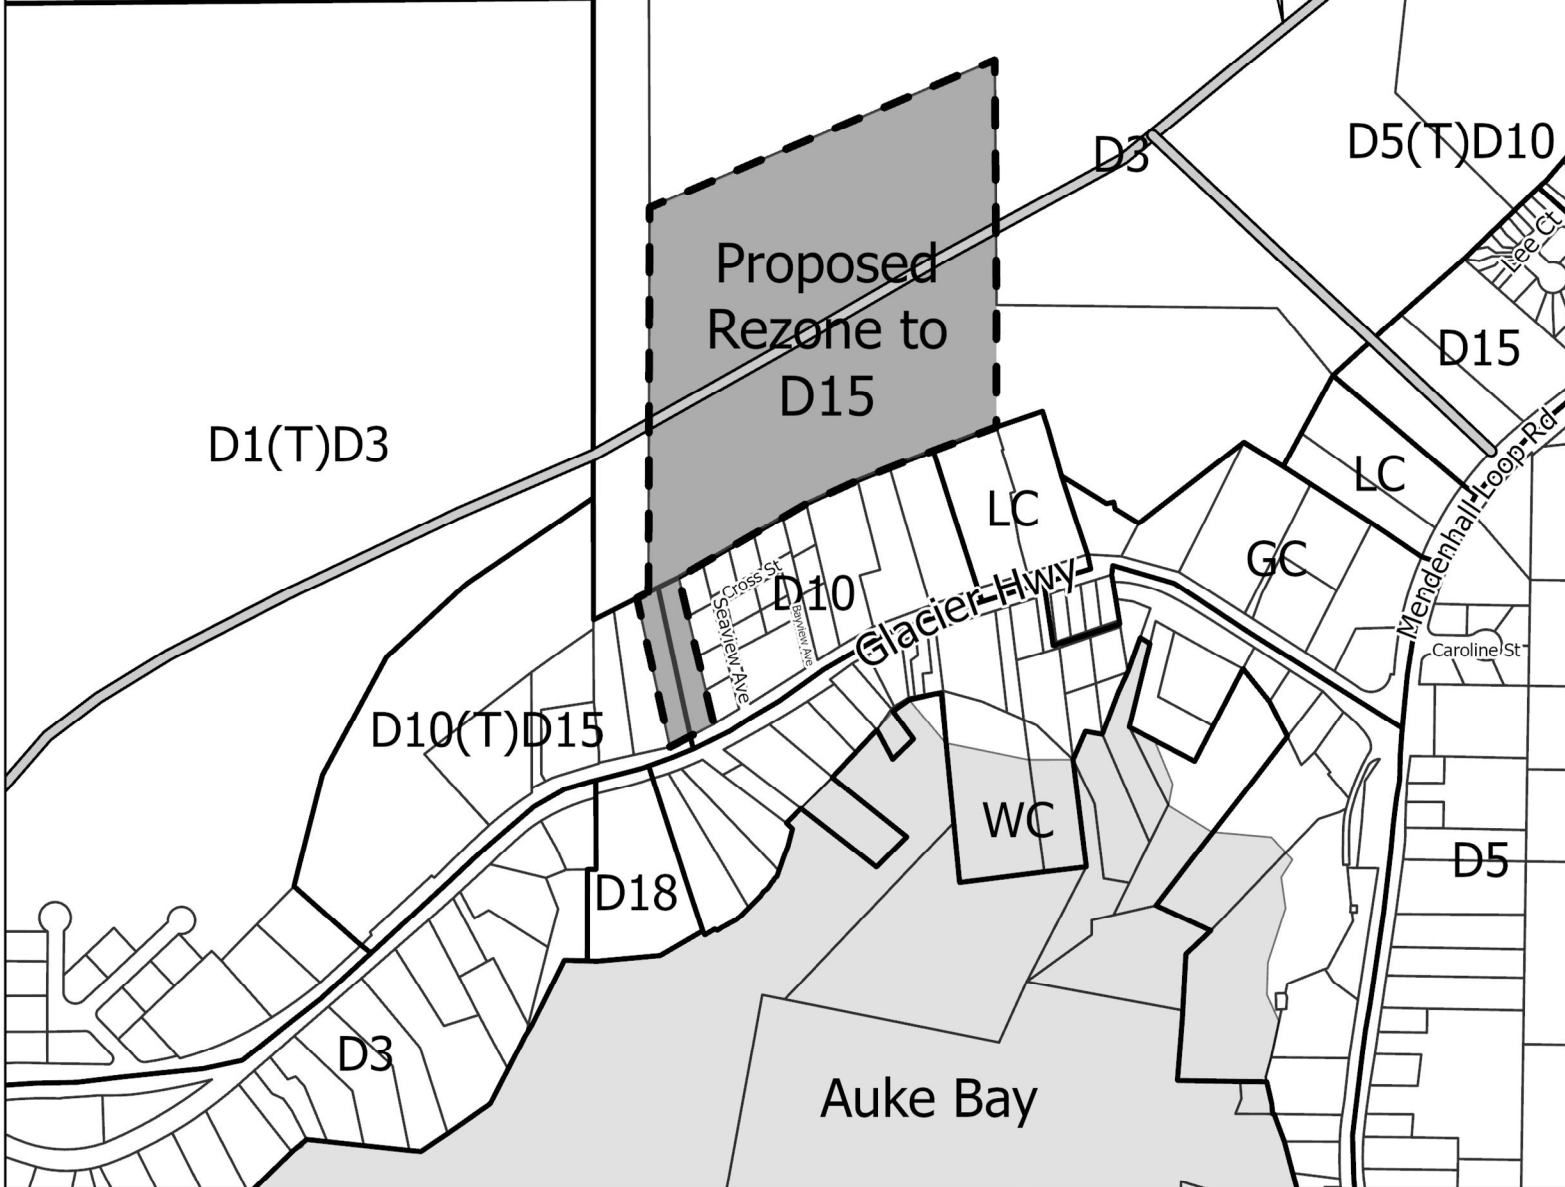 D3
D5(T)D10
Lee Ct
Proposed
Rezone to
D15
D15
D1(T)D3
LC
LC
Mendenhall Loop Rd
GC
Cross St
D10
Glacier Hwy
Seaview Ave
Bayview Ave
Caroline St
D10(T)D15
WC
D5
D18
D3
Auke Bay